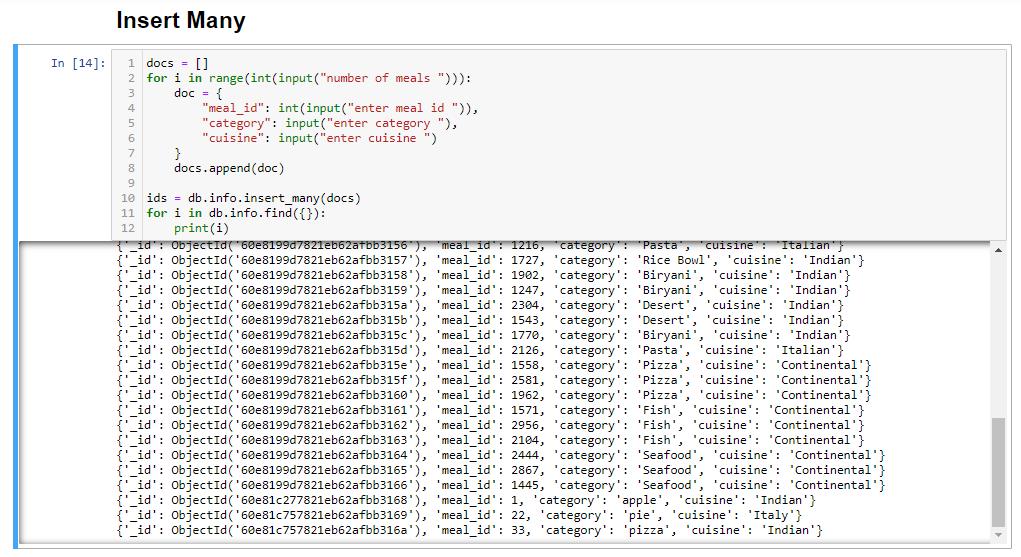 Insert Many
In [14]:
1 docs = []
2 for i in range(int(input("number of meals "))):
3     doc = {
4         "meal_id": int(input("enter meal id ")),
5         "category": input("enter category "),
6         "cuisine": input("enter cuisine ")
7     }
8     docs.append(doc)
9
10 ids = db.info.insert_many(docs)
11 for i in db.info.find({}):
12     print(i)
{'_id': ObjectId('60e8199d7821eb62afbb3156'), 'meal_id': 1216, 'category': 'Pasta', 'cuisine': 'Italian'}
{'_id': ObjectId('60e8199d7821eb62afbb3157'), 'meal_id': 1727, 'category': 'Rice Bowl', 'cuisine': 'Indian'}
{'_id': ObjectId('60e8199d7821eb62afbb3158'), 'meal_id': 1902, 'category': 'Biryani', 'cuisine': 'Indian'}
{'_id': ObjectId('60e8199d7821eb62afbb3159'), 'meal_id': 1247, 'category': 'Biryani', 'cuisine': 'Indian'}
{'_id': ObjectId('60e8199d7821eb62afbb315a'), 'meal_id': 2304, 'category': 'Desert', 'cuisine': 'Indian'}
{'_id': ObjectId('60e8199d7821eb62afbb315b'), 'meal_id': 1543, 'category': 'Desert', 'cuisine': 'Indian'}
{'_id': ObjectId('60e8199d7821eb62afbb315c'), 'meal_id': 1770, 'category': 'Biryani', 'cuisine': 'Indian'}
{'_id': ObjectId('60e8199d7821eb62afbb315d'), 'meal_id': 2126, 'category': 'Pasta', 'cuisine': 'Italian'}
{'_id': ObjectId('60e8199d7821eb62afbb315e'), 'meal_id': 1558, 'category': 'Pizza', 'cuisine': 'Continental'}
{'_id': ObjectId('60e8199d7821eb62afbb315f'), 'meal_id': 2581, 'category': 'Pizza', 'cuisine': 'Continental'}
{'_id': ObjectId('60e8199d7821eb62afbb3160'), 'meal_id': 1962, 'category': 'Pizza', 'cuisine': 'Continental'}
{'_id': ObjectId('60e8199d7821eb62afbb3161'), 'meal_id': 1571, 'category': 'Fish', 'cuisine': 'Continental'}
{'_id': ObjectId('60e8199d7821eb62afbb3162'), 'meal_id': 2956, 'category': 'Fish', 'cuisine': 'Continental'}
{'_id': ObjectId('60e8199d7821eb62afbb3163'), 'meal_id': 2104, 'category': 'Fish', 'cuisine': 'Continental'}
{'_id': ObjectId('60e8199d7821eb62afbb3164'), 'meal_id': 2444, 'category': 'Seafood', 'cuisine': 'Continental'}
{'_id': ObjectId('60e8199d7821eb62afbb3165'), 'meal_id': 2867, 'category': 'Seafood', 'cuisine': 'Continental'}
{'_id': ObjectId('60e8199d7821eb62afbb3166'), 'meal_id': 1445, 'category': 'Seafood', 'cuisine': 'Continental'}
{'_id': ObjectId('60e81c277821eb62afbb3168'), 'meal_id': 1, 'category': 'apple', 'cuisine': 'Indian'}
{'_id': ObjectId('60e81c757821eb62afbb3169'), 'meal_id': 22, 'category': 'pie', 'cuisine': 'Italy'}
{'_id': ObjectId('60e81c757821eb62afbb316a'), 'meal_id': 33, 'category': 'pizza', 'cuisine': 'Indian'}